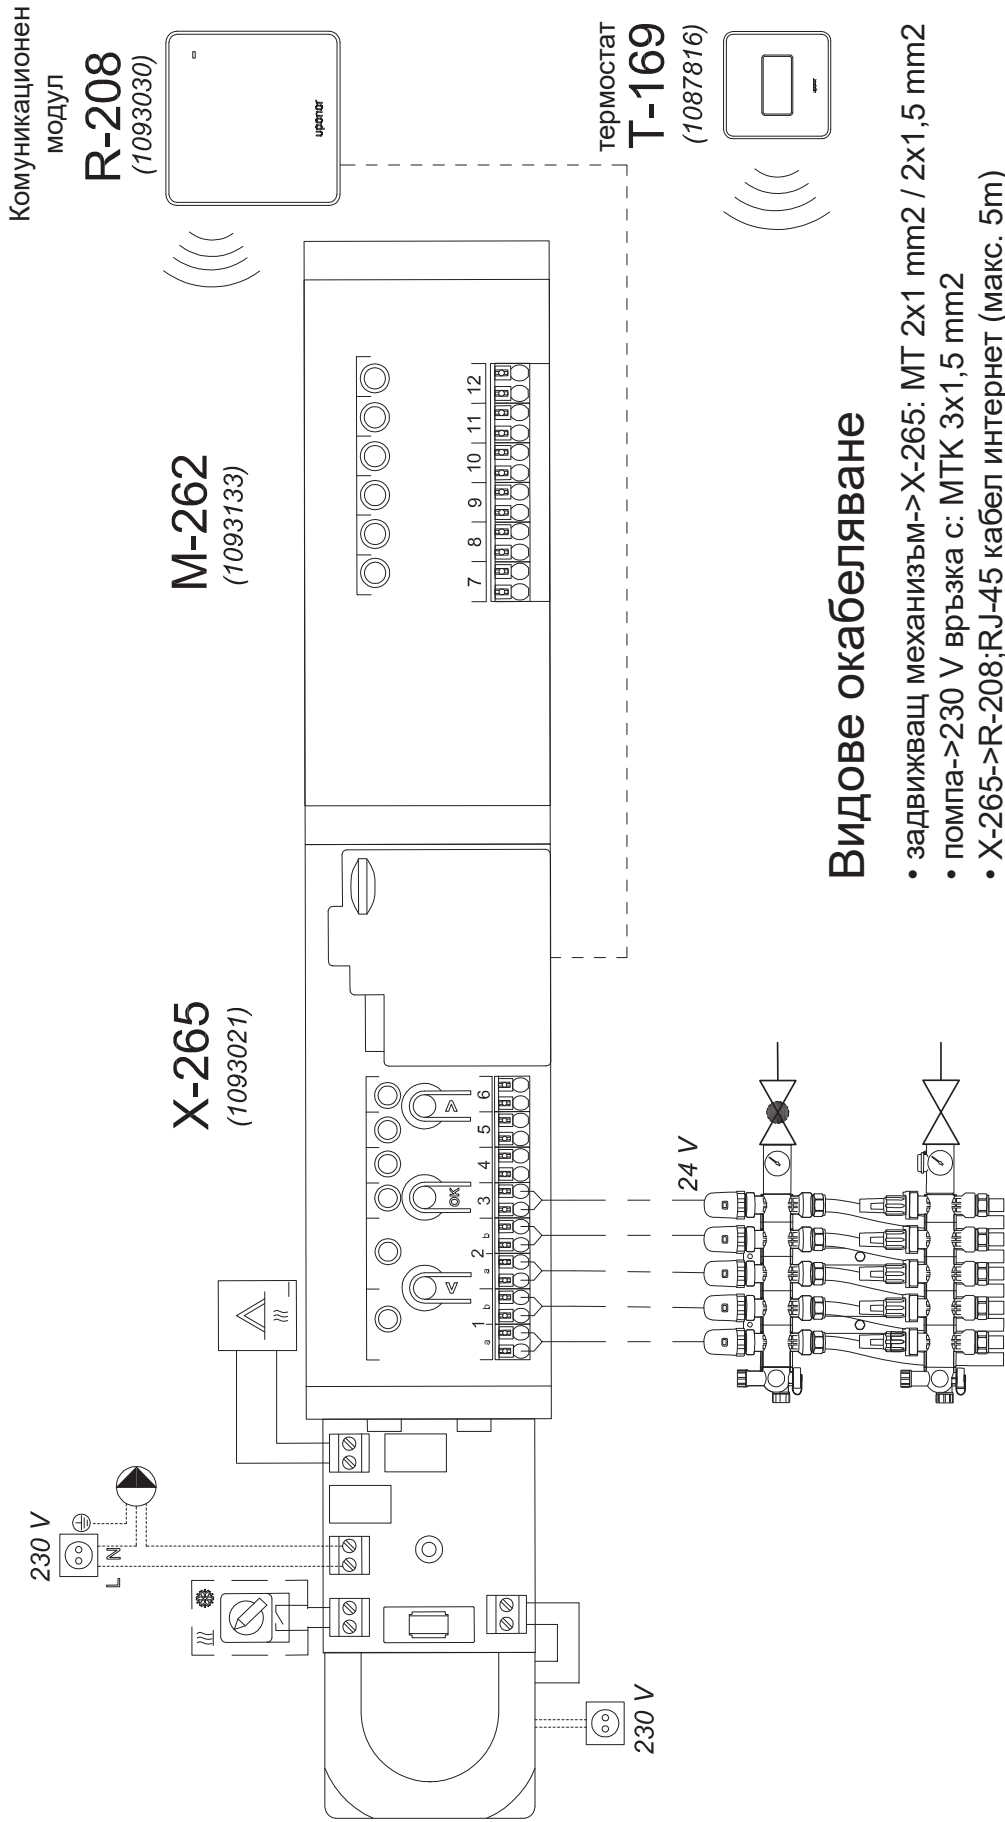 Комуникационен
модул
R-208
(1093030)
uponor
термостат
T-169
(1087816)
uponor
M-262
(1093133)
7 8 9 10 11 12
X-265
(1093021)
< OK >
1 2 3 4 5 6
a b a b
230 V
L N
230 V
24 V
Видове окабеляване
• задвижващ механизъм->X-265: MT 2x1 mm2 / 2x1,5 mm2
• помпа->230 V връзка с: MTK 3x1,5 mm2
• X-265->R-208;RJ-45 кабел интернет (макс. 5m)